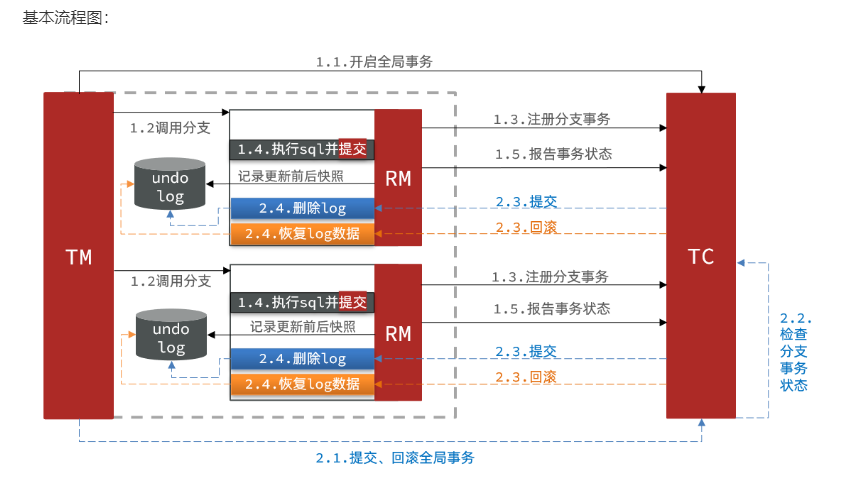 基本流程图：
1.1.开启全局事务
1.2调用分支
1.3.注册分支事务
1.4.执行sql并提交
1.5.报告事务状态
undo
log
记录更新前后快照
RM
2.3.提交
2.4.删除log
2.3.回滚
2.4.恢复log数据
TM
TC
1.2调用分支
1.3.注册分支事务
1.4.执行sql并提交
1.5.报告事务状态
undo
log
记录更新前后快照
RM
2.3.提交
2.4.删除log
2.3.回滚
2.4.恢复log数据
2.2.
检查
分支
事务
状态
2.1.提交、回滚全局事务